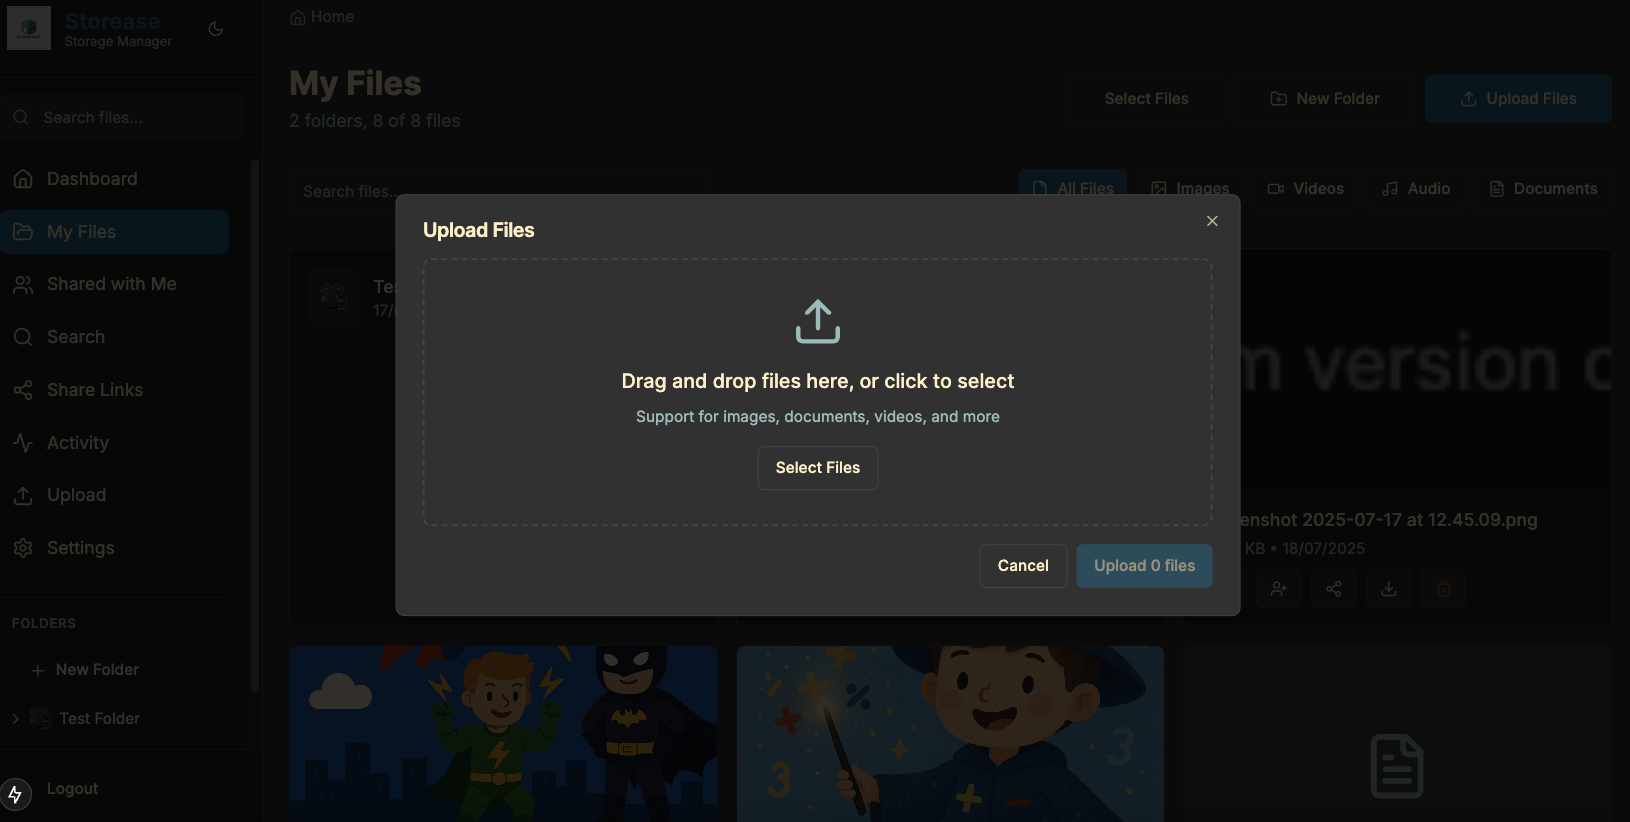 Storease
Storage Manager
Search files...
Dashboard
My Files
Shared with Me
Search
Share Links
Activity
Upload
Settings
FOLDERS
New Folder
Test Folder
Logout
Home
My Files
2 folders, 8 of 8 files
Select Files
New Folder
Upload Files
Search files...
All Files
Images
Videos
Audio
Documents
Upload Files
Drag and drop files here, or click to select
Support for images, documents, videos, and more
Select Files
Cancel
Upload 0 files
17/
version
2025-07-17 at 12.45.09.png
KB • 18/07/2025
3
3